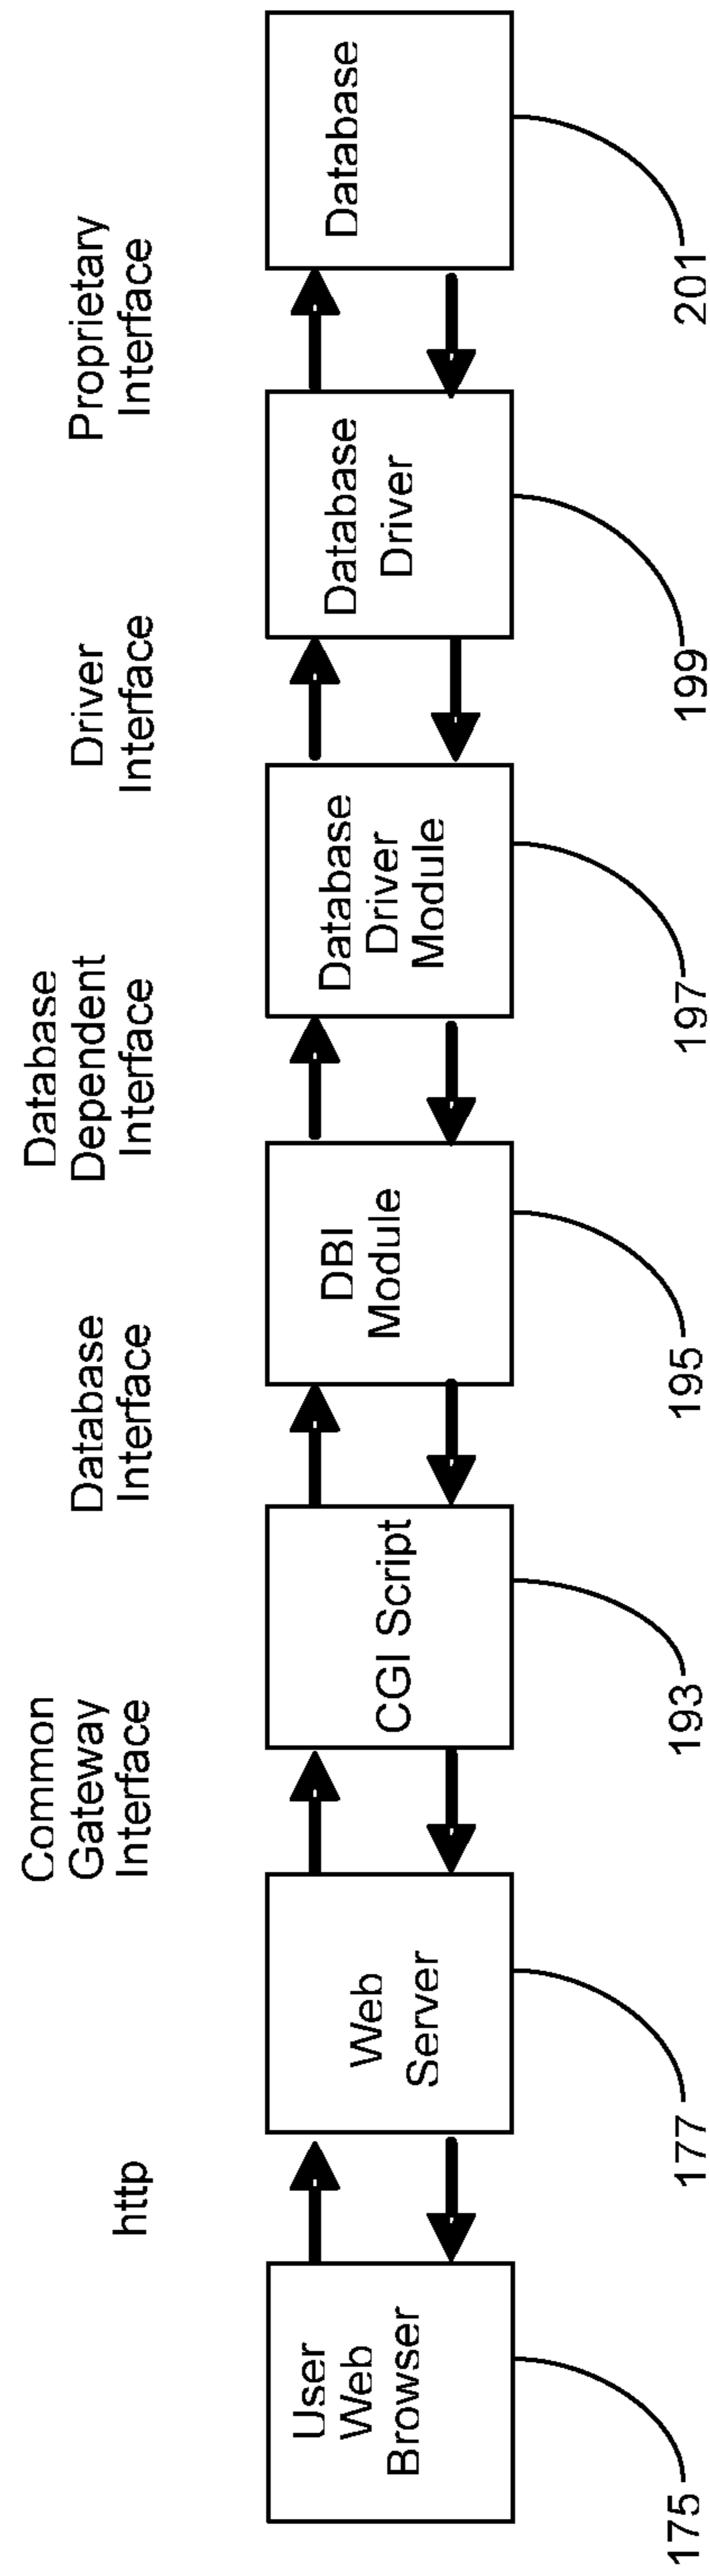 http
Common
Gateway
Interface
Database
Interface
Database
Dependent
Interface
Driver
Interface
Proprietary
Interface
User
Web
Browser
Web
Server
CGI Script
DBI
Module
Database
Driver
Module
Database
Driver
Database
175
177
193
195
197
199
201